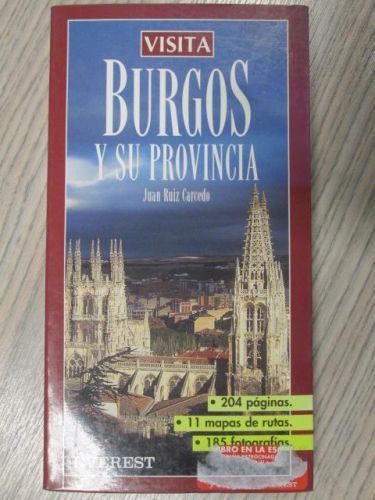 VISITA
BURGOS
Y SU PROVINCIA
Juan Ruiz Carcedo
• 204 páginas.
• 11 mapas de rutas.
• 185 fotografías.
EVEREST